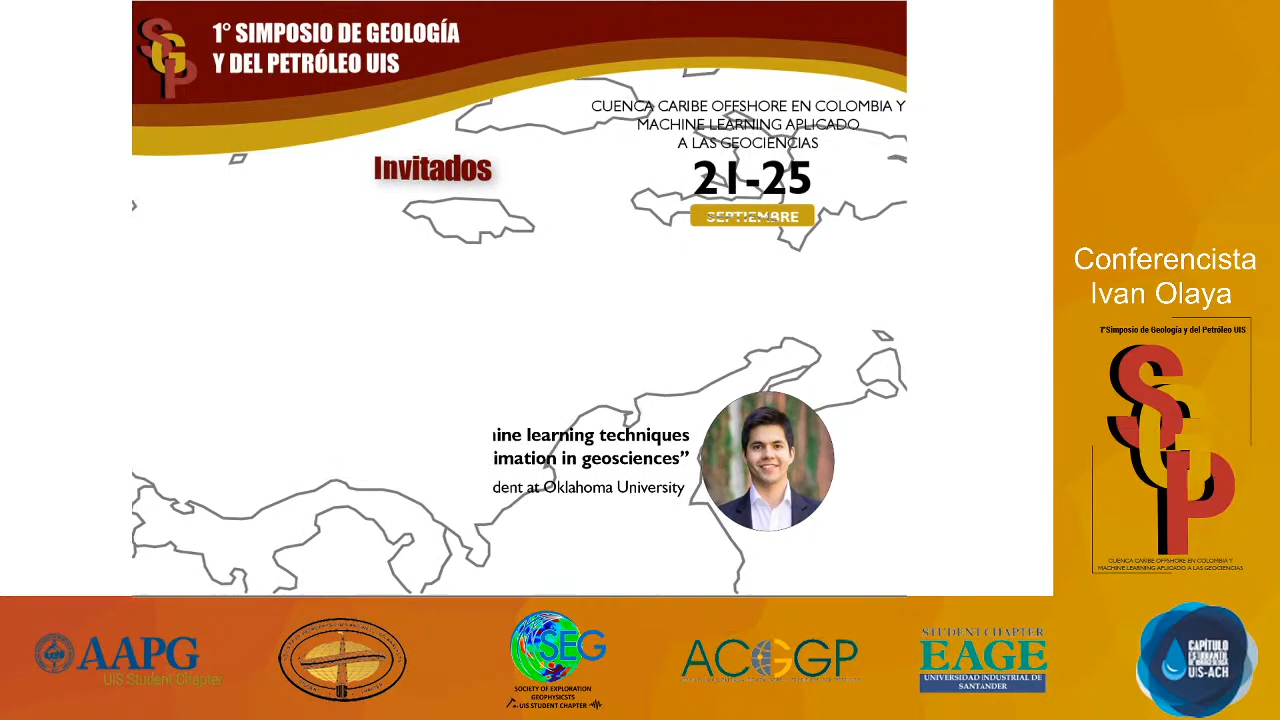 1° SIMPOSIO DE GEOLOGÍA
Y DEL PETRÓLEO UIS
SGP
CUENCA CARIBE OFFSHORE EN COLOMBIA Y
MACHINE LEARNING APLICADO
A LAS GEOCIENCIAS
21-25
SEPTIEMBRE
Invitados
ine learning techniques
imation in geosciences”
dent at Oklahoma University
Conferencista
Ivan Olaya
1°Simposio de Geología y del Petróleo UIS
SGP
CUENCA CARIBE OFFSHORE EN COLOMBIA Y
MACHINE LEARNING APLICADO A LAS GEOCIENCIAS
AAPG
UIS Student Chapter
SEG
SOCIETY OF EXPLORATION
GEOPHYSICSTS
UIS STUDENT CHAPTER
ACGGP
STUDENT CHAPTER
EAGE
UNIVERSIDAD INDUSTRIAL DE
SANTANDER
CAPÍTULO
ESTUDIANTIL
UIS-ACH